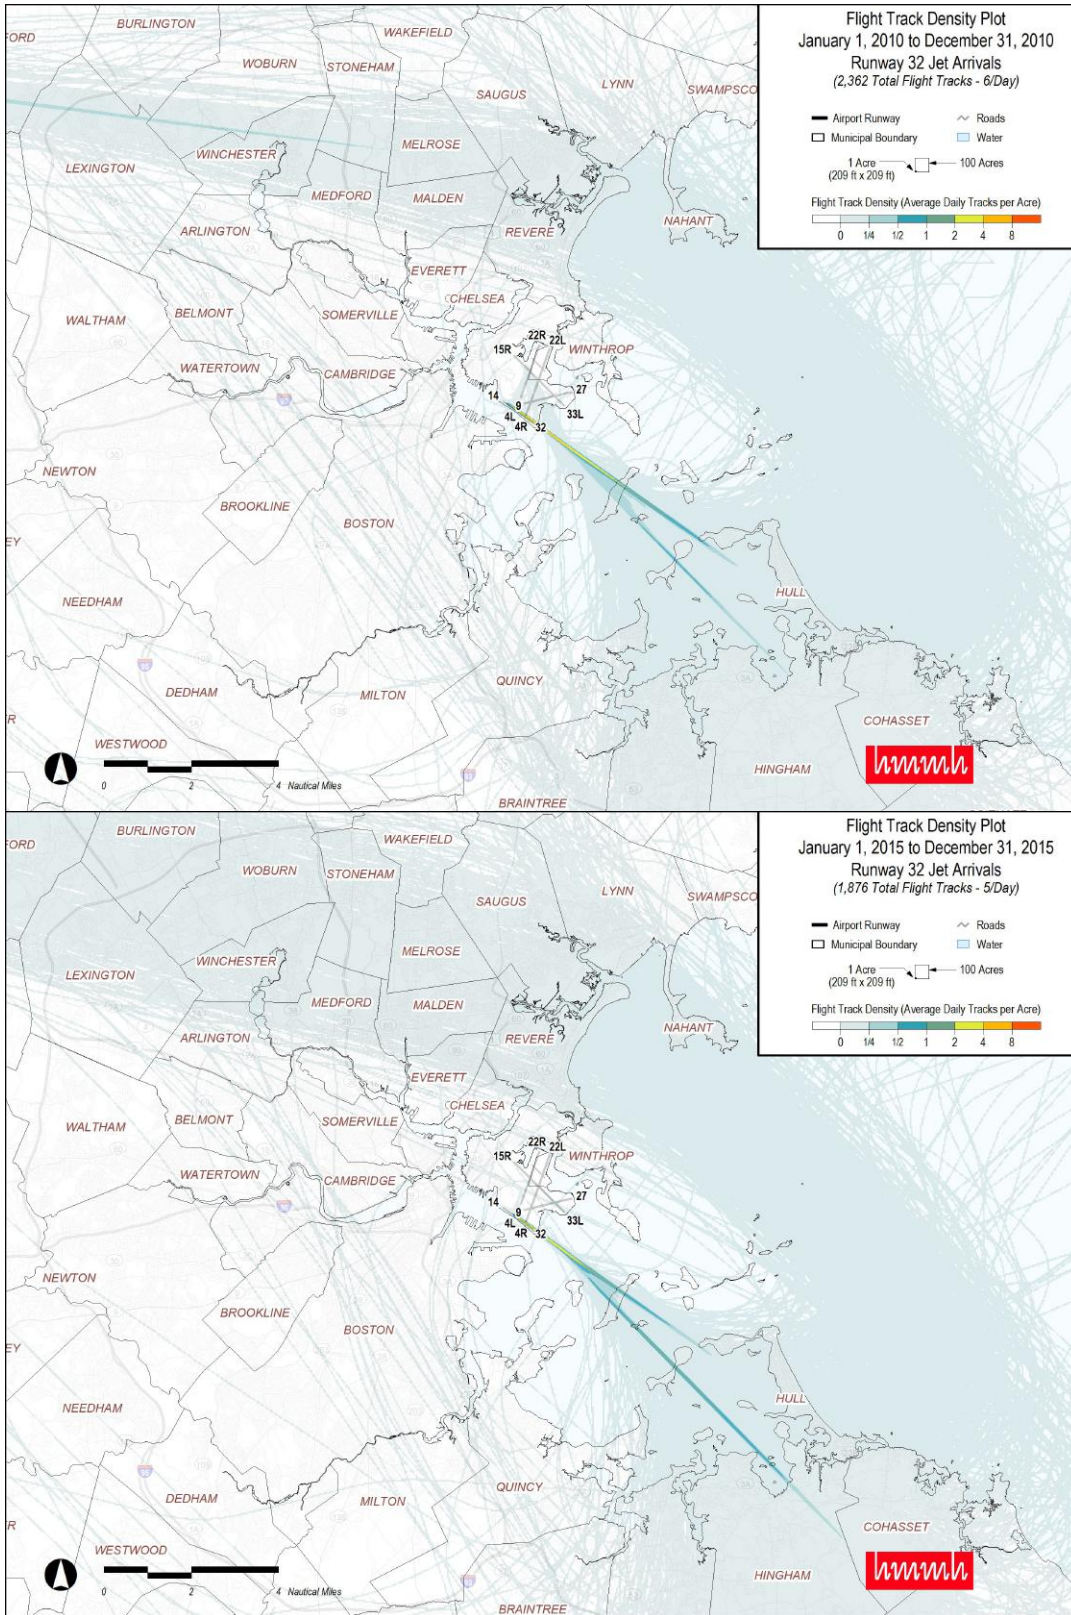 BURLINGTON
FORD
WAKEFIELD
WOBURN
STONEHAM
LYNN
SAUGUS
SWAMPSCO
Flight Track Density Plot
January 1, 2010 to December 31, 2010
Runway 32 Jet Arrivals
(2,362 Total Flight Tracks - 6/Day)
Airport Runway
Roads
Municipal Boundary
Water
1 Acre
(209 ft x 209 ft)
100 Acres
Flight Track Density (Average Daily Tracks per Acre)
0 1/4 1/2 1 2 4 8
WINCHESTER
MELROSE
LEXINGTON
MEDFORD
MALDEN
NAHANT
ARLINGTON
REVERE
EVERETT
CHELSEA
BELMONT
SOMERVILLE
WALTHAM
22R
22L
15R
WINTHROP
WATERTOWN
CAMBRIDGE
27
14
9
4L
33L
4R
32
NEWTON
BROOKLINE
BOSTON
EY
NEEDHAM
HULL
DEDHAM
MILTON
QUINCY
R
COHASSET
WESTWOOD
HINGHAM
hmmh
0 2 4 Nautical Miles
BRAINTREE
BURLINGTON
FORD
WAKEFIELD
WOBURN
STONEHAM
LYNN
SAUGUS
SWAMPSCO
Flight Track Density Plot
January 1, 2015 to December 31, 2015
Runway 32 Jet Arrivals
(1,876 Total Flight Tracks - 5/Day)
Airport Runway
Roads
Municipal Boundary
Water
1 Acre
(209 ft x 209 ft)
100 Acres
Flight Track Density (Average Daily Tracks per Acre)
0 1/4 1/2 1 2 4 8
WINCHESTER
MELROSE
LEXINGTON
MEDFORD
MALDEN
NAHANT
ARLINGTON
REVERE
EVERETT
CHELSEA
BELMONT
SOMERVILLE
WALTHAM
22R
22L
15R
WINTHROP
WATERTOWN
CAMBRIDGE
27
14
9
4L
33L
4R
32
NEWTON
BROOKLINE
BOSTON
EY
NEEDHAM
HULL
DEDHAM
MILTON
QUINCY
R
COHASSET
WESTWOOD
HINGHAM
hmmh
0 2 4 Nautical Miles
BRAINTREE